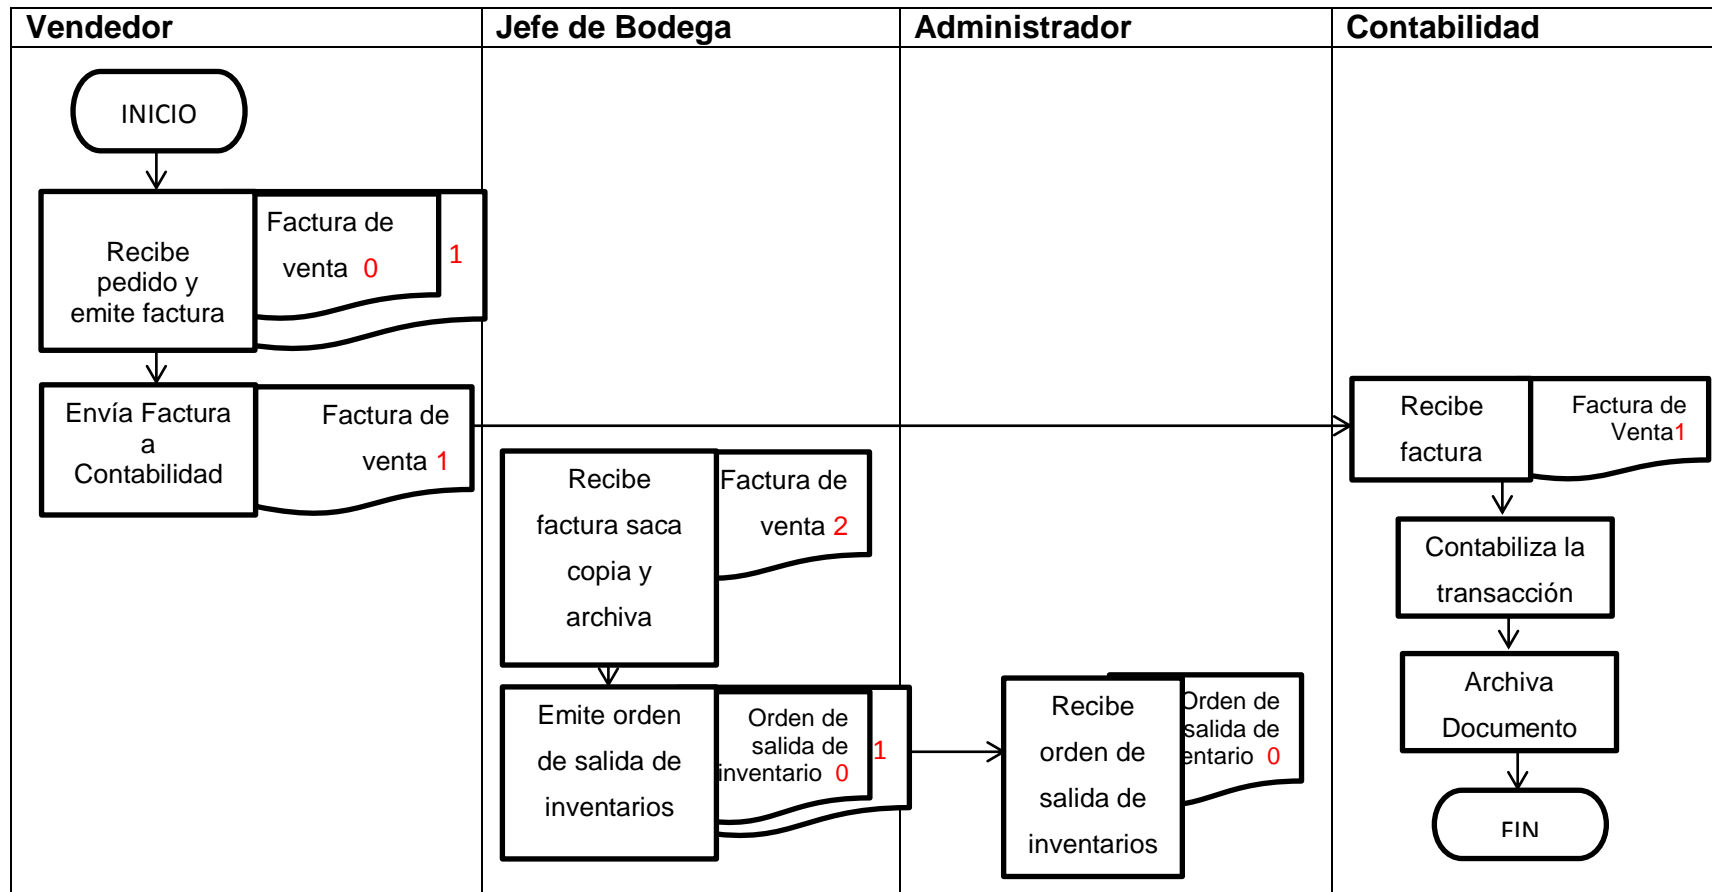 Vendedor
Jefe de Bodega
Administrador
Contabilidad
INICIO
Recibe
pedido y
emite factura
Factura de
venta 0
1
Envía Factura
a
Contabilidad
Factura de
venta 1
Recibe
factura saca
copia y
archiva
Factura de
venta 2
Emite orden
de salida de
inventarios
Orden de
salida de
inventario 0
1
Recibe
orden de
salida de
inventarios
Orden de
salida de
entario 0
Recibe
factura
Factura de
Venta1
Contabiliza la
transacción
Archiva
Documento
FIN